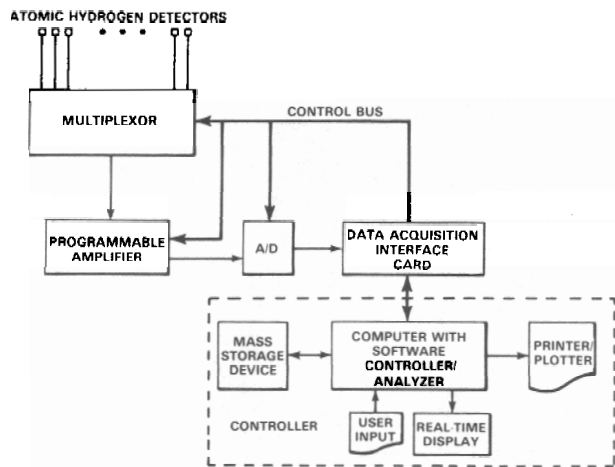 ATOMIC HYDROGEN DETECTORS
MULTIPLEXOR
CONTROL BUS
PROGRAMMABLE
AMPLIFIER
A/D
DATA ACQUISITION
INTERFACE
CARD
MASS
STORAGE
DEVICE
COMPUTER WITH
SOFTWARE
CONTROLLER/
ANALYZER
PRINTER/
PLOTTER
CONTROLLER
USER
INPUT
REAL-TIME
DISPLAY